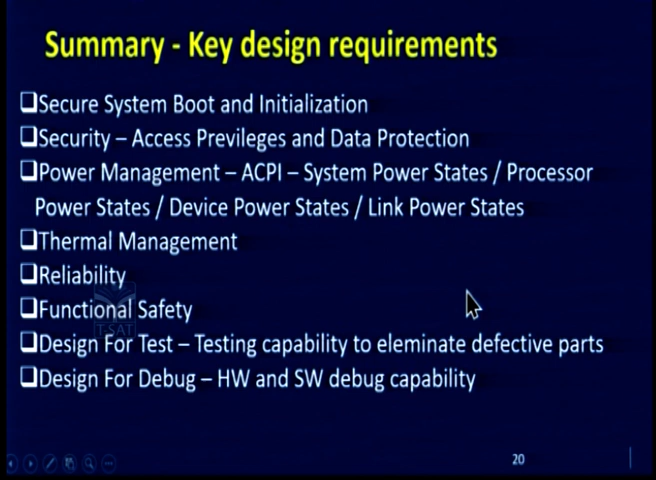 Summary - Key design requirements
❑Secure System Boot and Initialization
❑Security – Access Previleges and Data Protection
❑Power Management – ACPI – System Power States / Processor
Power States / Device Power States / Link Power States
❑Thermal Management
❑Reliability
❑Functional Safety
T-SAT
❑Design For Test – Testing capability to eleminate defective parts
❑Design For Debug – HW and SW debug capability
20